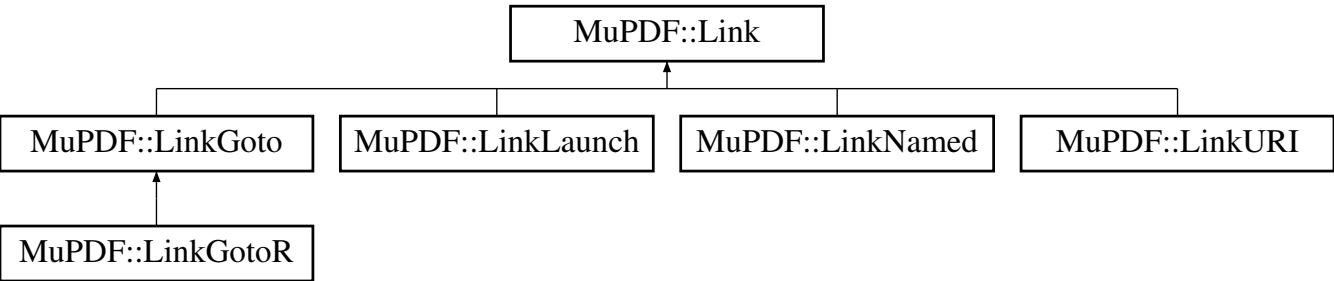 MuPDF::Link
MuPDF::LinkGoto
MuPDF::LinkLaunch
MuPDF::LinkNamed
MuPDF::LinkURI
MuPDF::LinkGotoR